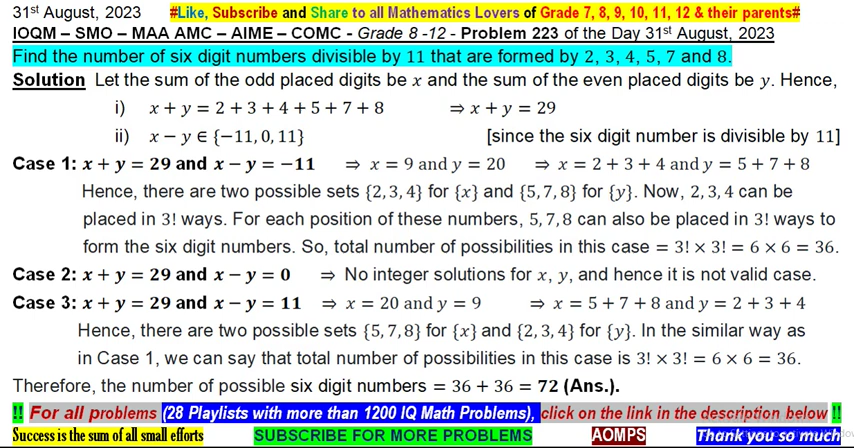 31st August, 2023 #Like, Subscribe and Share to all Mathematics Lovers of Grade 7, 8, 9, 10, 11, 12 & their parents#
IOQM – SMO – MAA AMC – AIME – COMC - Grade 8 -12 - Problem 223 of the Day 31st August, 2023
Find the number of six digit numbers divisible by 11 that are formed by 2, 3, 4, 5, 7 and 8.
Solution Let the sum of the odd placed digits be x and the sum of the even placed digits be y. Hence,
i) x + y = 2 + 3 + 4 + 5 + 7 + 8 ⇒ x + y = 29
ii) x − y ∈ {−11, 0, 11} [since the six digit number is divisible by 11]
Case 1: x + y = 29 and x − y = −11 ⇒ x = 9 and y = 20 ⇒ x = 2 + 3 + 4 and y = 5 + 7 + 8
Hence, there are two possible sets {2, 3, 4} for {x} and {5, 7, 8} for {y}. Now, 2, 3, 4 can be
placed in 3! ways. For each position of these numbers, 5, 7, 8 can also be placed in 3! ways to
form the six digit numbers. So, total number of possibilities in this case = 3! × 3! = 6 × 6 = 36.
Case 2: x + y = 29 and x − y = 0 ⇒ No integer solutions for x, y, and hence it is not valid case.
Case 3: x + y = 29 and x − y = 11 ⇒ x = 20 and y = 9 ⇒ x = 5 + 7 + 8 and y = 2 + 3 + 4
Hence, there are two possible sets {5, 7, 8} for {x} and {2, 3, 4} for {y}. In the similar way as
in Case 1, we can say that total number of possibilities in this case is 3! × 3! = 6 × 6 = 36.
Therefore, the number of possible six digit numbers = 36 + 36 = 72 (Ans.).
!! For all problems (28 Playlists with more than 1200 IQ Math Problems), click on the link in the description below !!
Success is the sum of all small efforts SUBSCRIBE FOR MORE PROBLEMS AOMPS Thank you so much